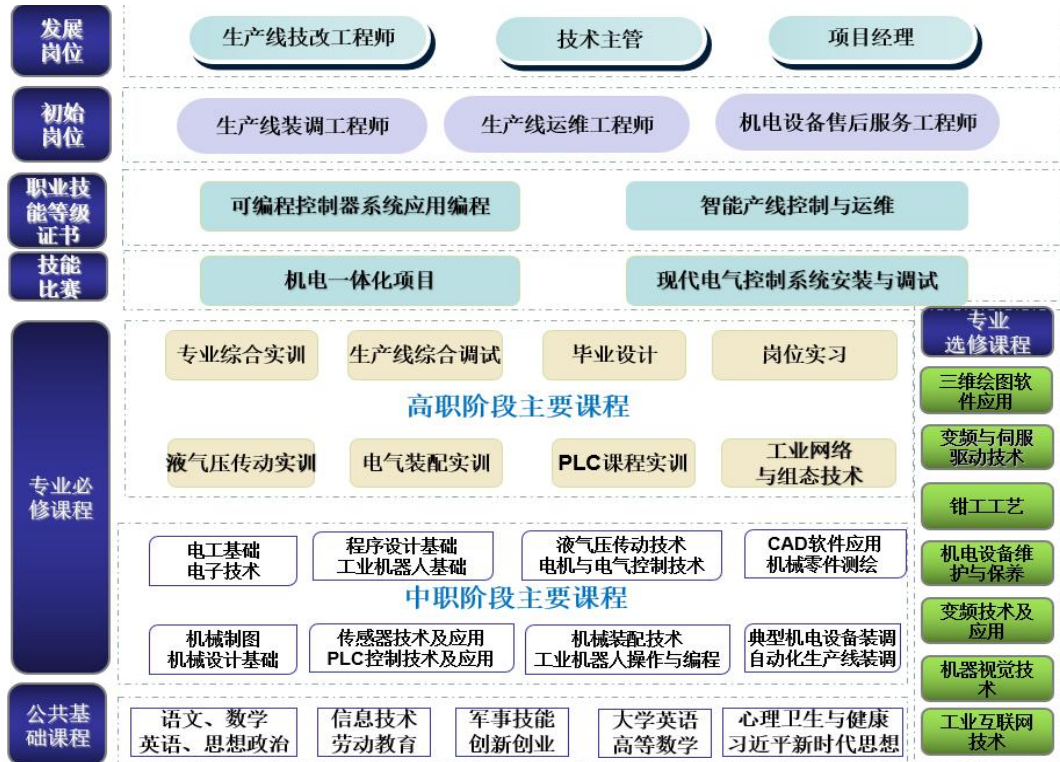 发展
岗位
生产线技改工程师
技术主管
项目经理
初始
岗位
生产线装调工程师
生产线运维工程师
机电设备售后服务工程师
职业技
能等级
证书
可编程控制器系统应用编程
智能产线控制与运维
技能
比赛
机电一体化项目
现代电气控制系统安装与调试
专业必
修课程
专业综合实训
生产线综合调试
毕业设计
岗位实习
高职阶段主要课程
液气压传动实训
电气装配实训
PLC课程实训
工业网络
与组态技术
电工基础
电子技术
程序设计基础
工业机器人基础
液气压传动技术
电机与电气控制技术
CAD软件应用
机械零件测绘
中职阶段主要课程
机械制图
机械设计基础
传感器技术及应用
PLC控制技术及应用
机械装配技术
工业机器人操作与编程
典型机电设备装调
自动化生产线装调
专业
选修课程
三维绘图软
件应用
变频与伺服
驱动技术
钳工工艺
机电设备维
护与保养
变频技术及
应用
机器视觉技
术
工业互联网
技术
公共基
础课程
语文、数学
英语、思想政治
信息技术
劳动教育
军事技能
创新创业
大学英语
高等数学
心理卫生与健康
习近平新时代思想